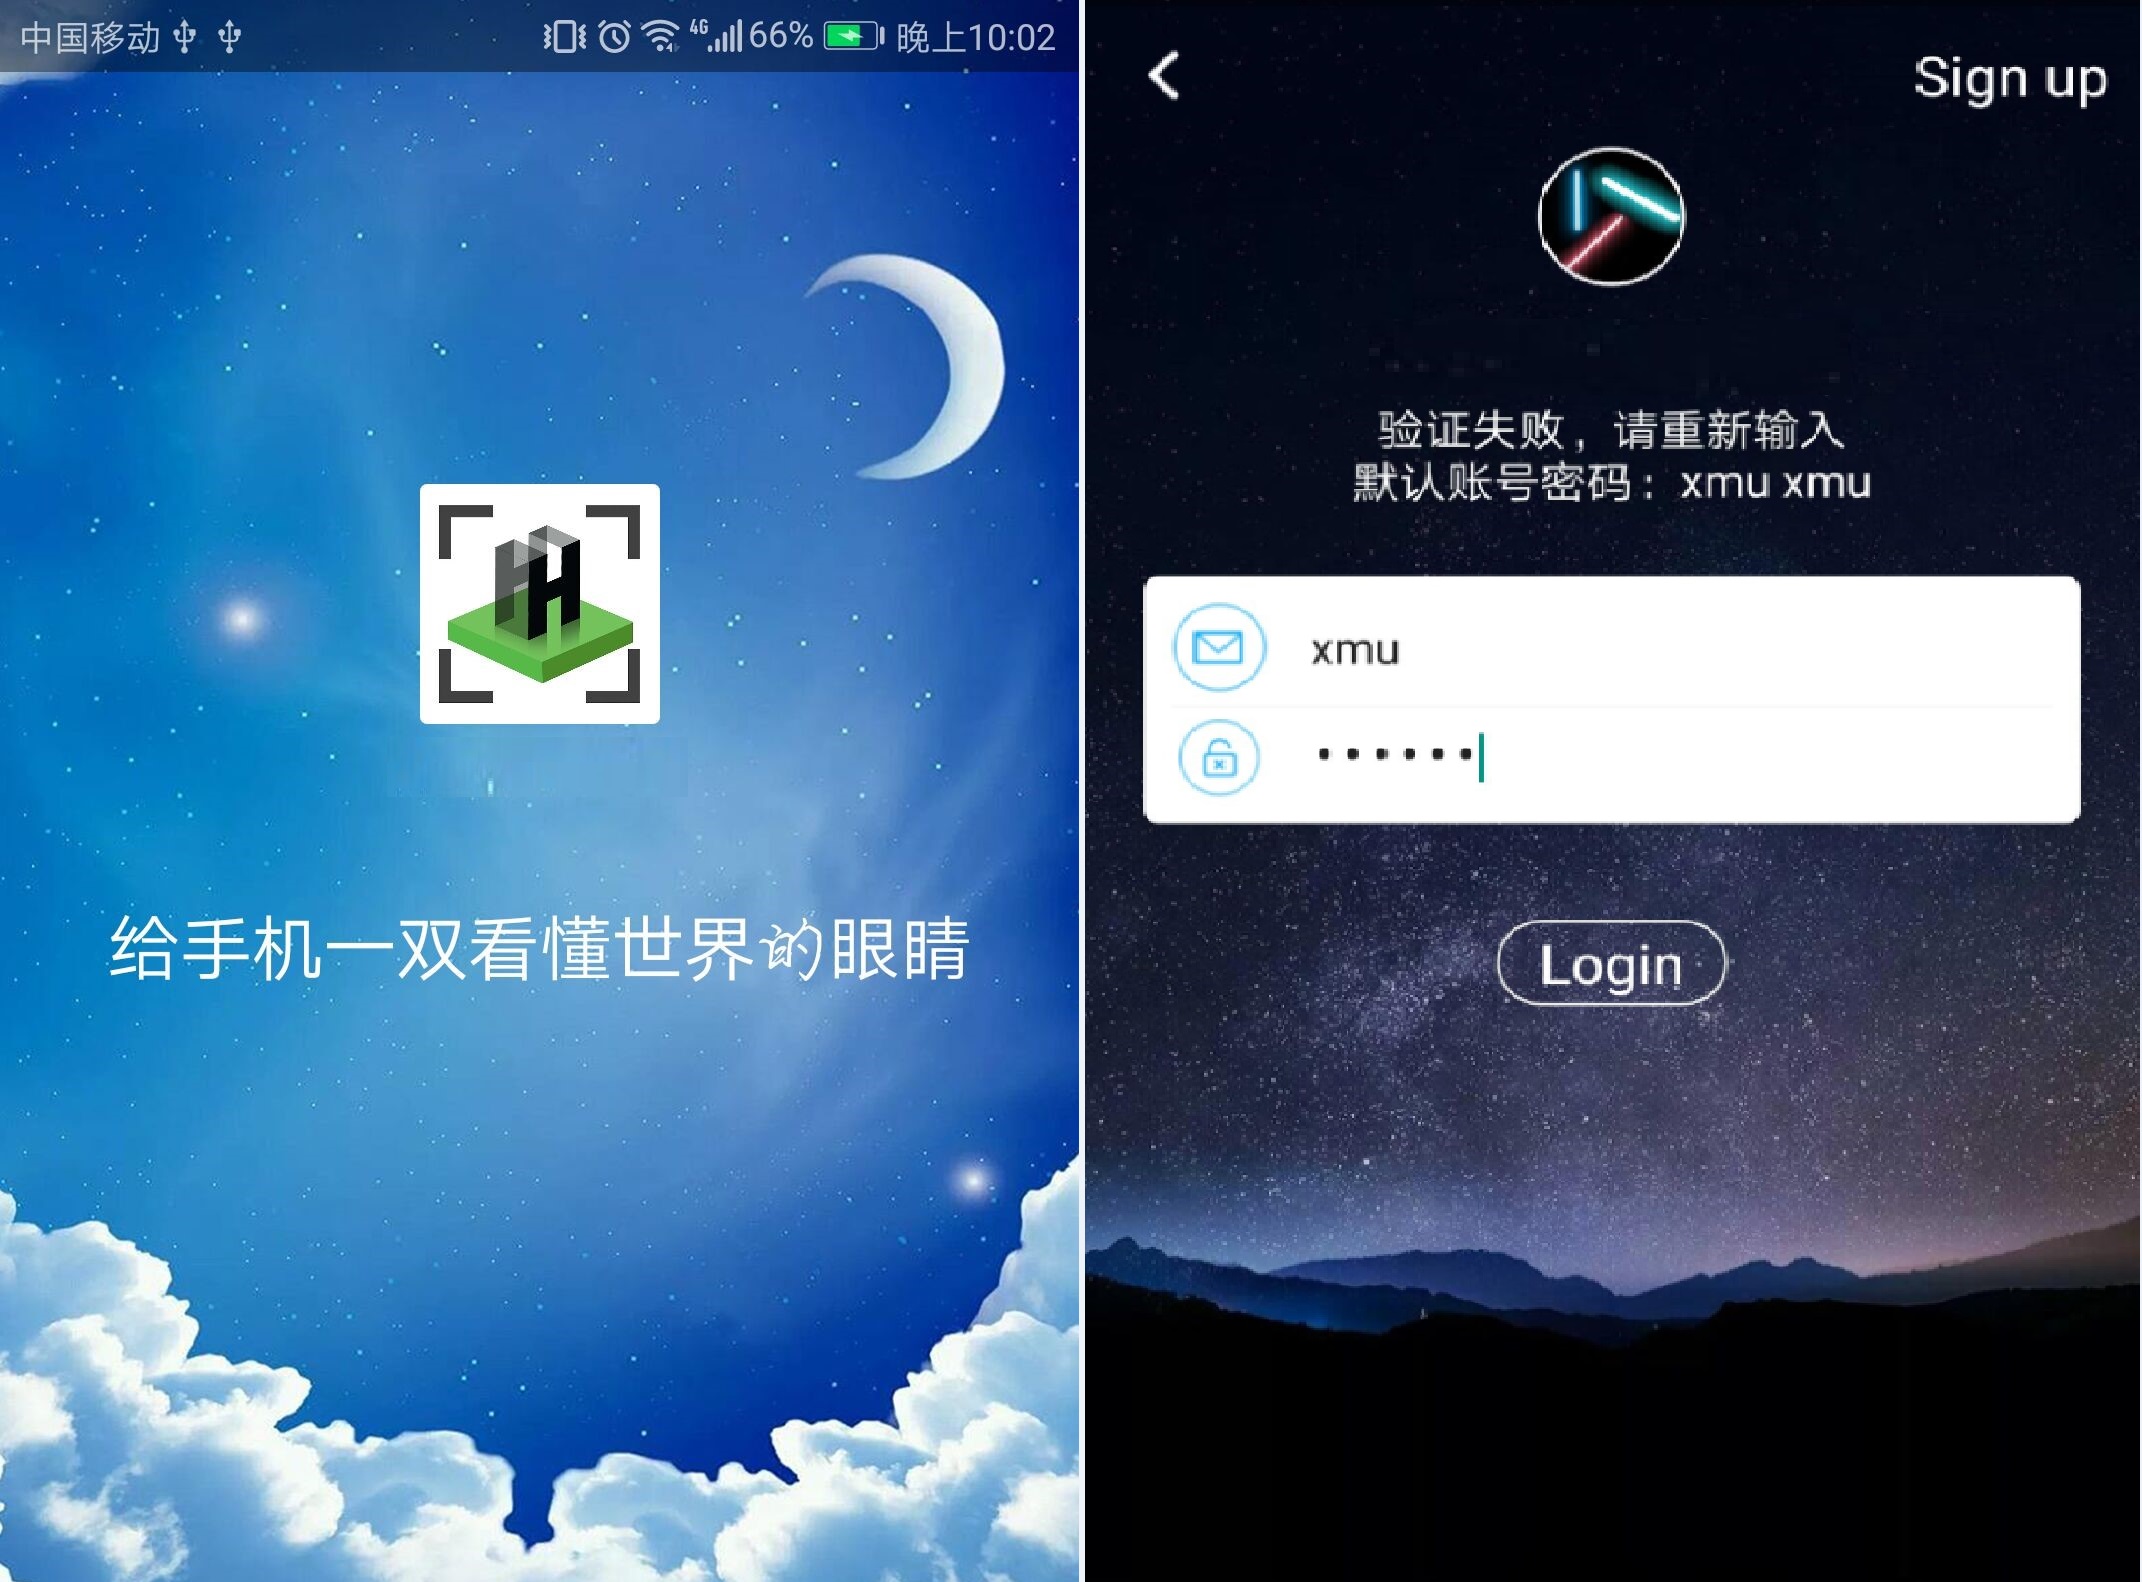 中国移动
4G 66% 晚上10:02
给手机一双看懂世界的眼睛
Sign up
验证失败，请重新输入
默认账号密码：xmu xmu
xmu
••••••
Login